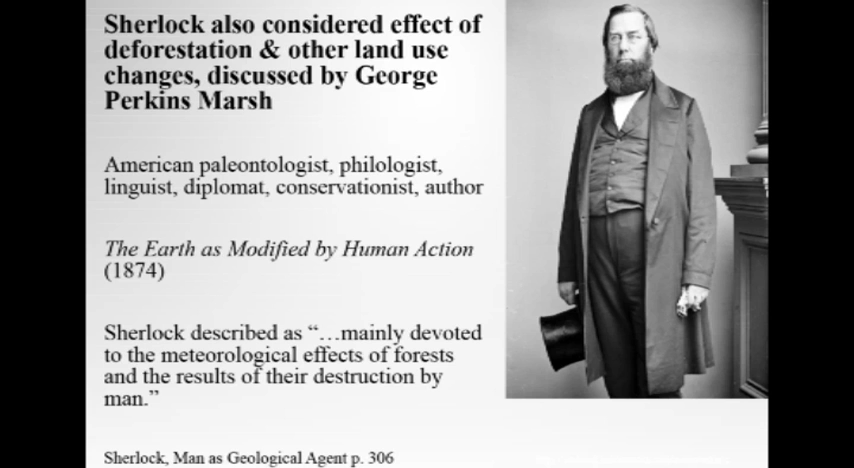 Sherlock also considered effect of
deforestation & other land use
changes, discussed by George
Perkins Marsh
American paleontologist, philologist,
linguist, diplomat, conservationist, author
The Earth as Modified by Human Action
(1874)
Sherlock described as “…mainly devoted
to the meteorological effects of forests
and the results of their destruction by
man.”
Sherlock, Man as Geological Agent p. 306